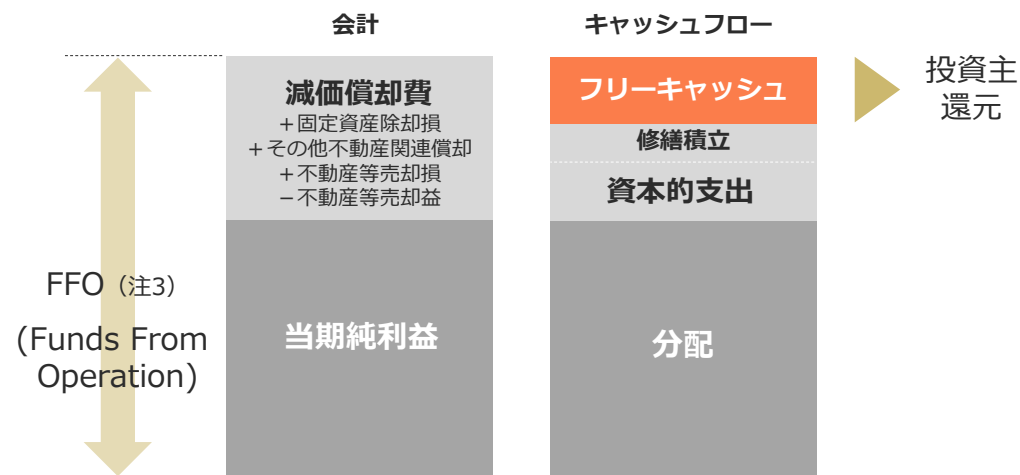 会計
キャッシュフロー
減価償却費
+固定資産除却損
+その他不動産関連償却
+不動産等売却損
−不動産等売却益
フリーキャッシュ
修繕積立
資本的支出
投資主
還元
FFO（注3）
(Funds From
Operation)
当期純利益
分配